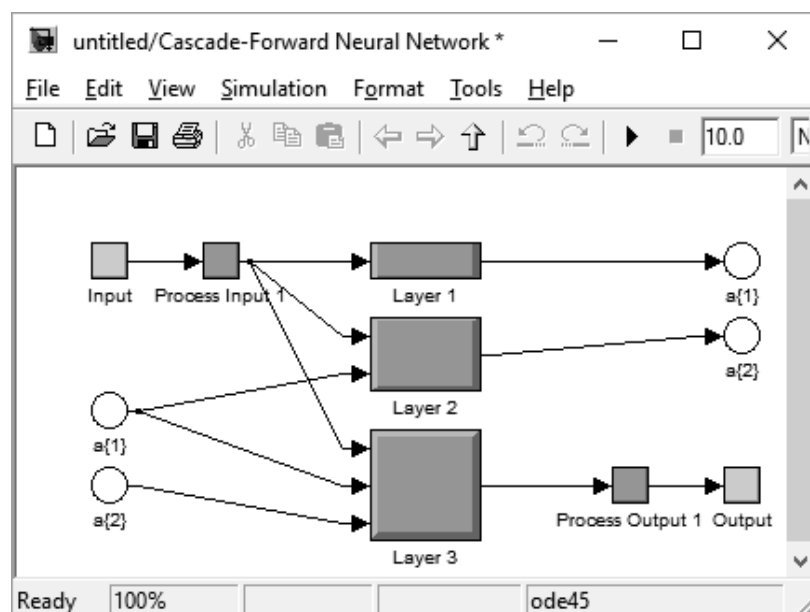 untitled/Cascade-Forward Neural Network *
File Edit View Simulation Format Tools Help
10.0 N
Input
Process Input 1
Layer 1
a{1}
Layer 2
a{2}
a{1}
a{2}
Layer 3
Process Output 1
Output
Ready 100% ode45